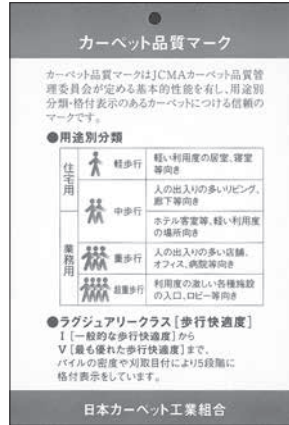 カーペット品質マーク
カーペット品質マークはJCMAカーペット品質管
理委員会が定める基本的性能を有し、用途別
分類・格付表示のあるカーペットにつける信頼の
マークです。
●用途別分類
住宅用
軽歩行
軽い利用度の居室、寝室
等向き
中歩行
人の出入りの多いリビング、
廊下等向き
業務用
ホテル客室等、軽い利用度
の場所向き
重歩行
人の出入りの多い店舗、
オフィス、病院等向き
超重歩行
利用度の激しい各種施設
の入口、ロビー等向き
●ラグジュアリークラス[歩行快適度]
I[一般的な歩行快適度]から
V[最も優れた歩行快適度]まで、
パイルの密度や刈取目付により5段階に
格付表示をしています。
日本カーペット工業組合